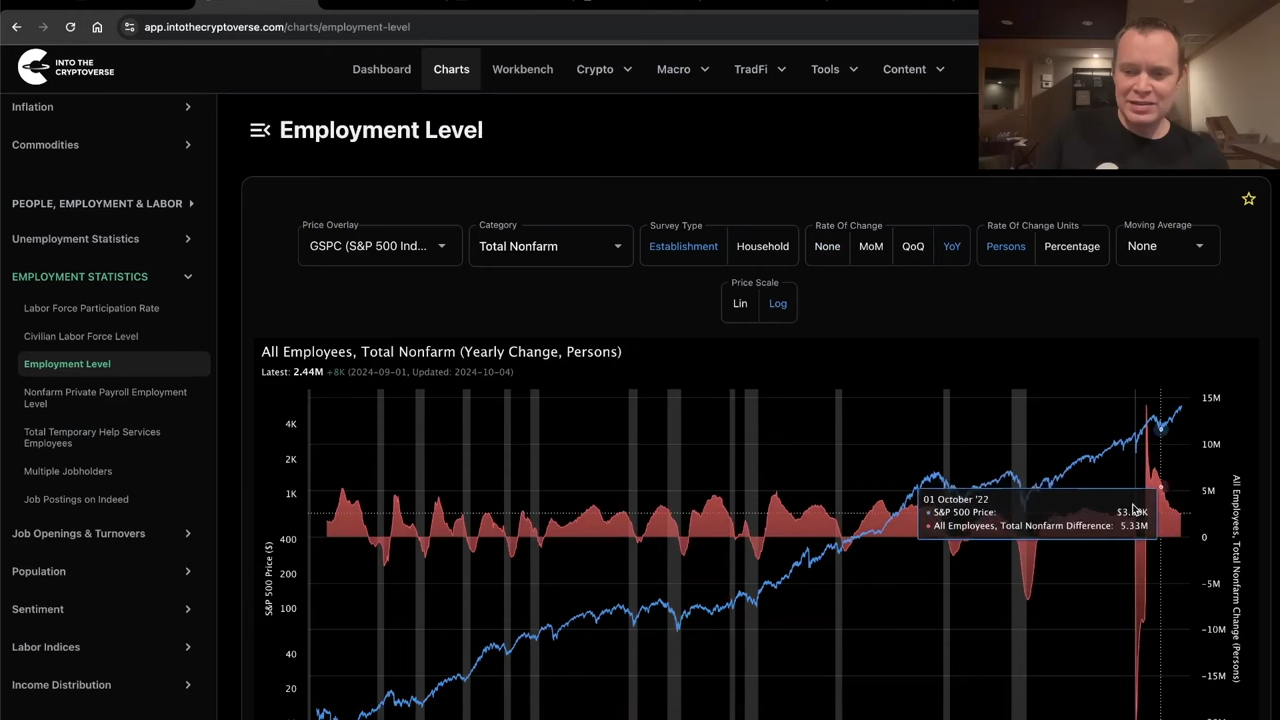 app.intothecryptoverse.com/charts/employment-level
INTO THE
CRYPTOVERSE
Dashboard
Charts
Workbench
Crypto
Macro
TradFi
Tools
Content
Inflation
Commodities
PEOPLE, EMPLOYMENT & LABOR
Unemployment Statistics
EMPLOYMENT STATISTICS
Labor Force Participation Rate
Civilian Labor Force Level
Employment Level
Nonfarm Private Payroll Employment
Level
Total Temporary Help Services
Employees
Multiple Jobholders
Job Postings on Indeed
Job Openings & Turnovers
Population
Sentiment
Labor Indices
Income Distribution
Employment Level
Price Overlay
GSPC (S&P 500 Ind...
Category
Total Nonfarm
Survey Type
Establishment
Household
Rate Of Change
None
MoM
QoQ
YoY
Rate Of Change Units
Persons
Percentage
Moving Average
None
Price Scale
Lin
Log
All Employees, Total Nonfarm (Yearly Change, Persons)
Latest: 2.44M +8K (2024-09-01, Updated: 2024-10-04)
4K
2K
1K
400
200
100
40
20
S&P 500 Price ($)
01 October '22
S&P 500 Price:
All Employees, Total Nonfarm Difference: 5.33M
15M
10M
5M
0
−5M
−10M
−15M
All Employees, Total Nonfarm Change (Persons)